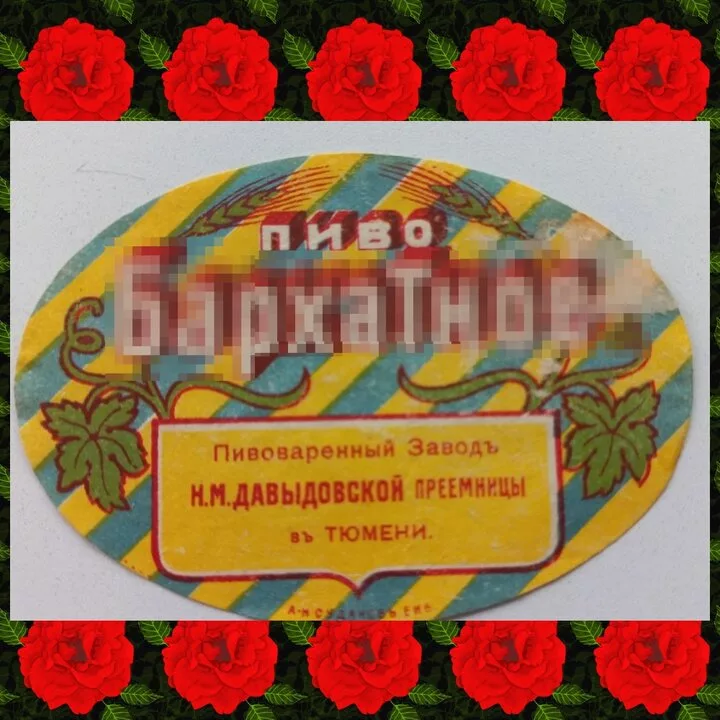 ПИВО
Пивоваренный Заводъ
Н.М.ДАВЫДОВСКОЙ ПРЕЕМНИЦЫ
въ ТЮМЕНИ.